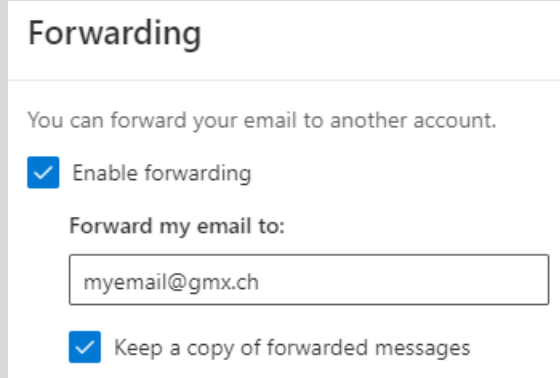 Forwarding
You can forward your email to another account.
Enable forwarding
Forward my email to:
myemail@gmx.ch
Keep a copy of forwarded messages